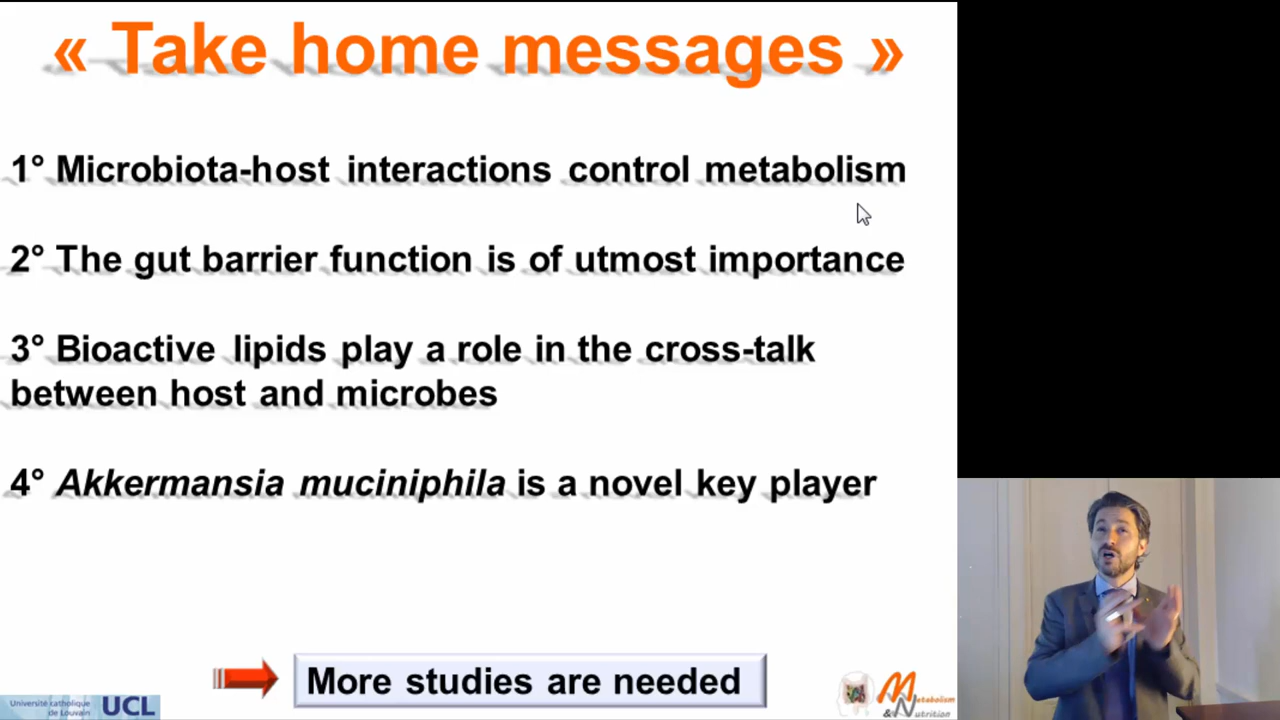 « Take home messages »
1° Microbiota-host interactions control metabolism
2° The gut barrier function is of utmost importance
3° Bioactive lipids play a role in the cross-talk
between host and microbes
4° Akkermansia muciniphila is a novel key player
More studies are needed
Université catholique
de Louvain
UCL
Metabolism
& Nutrition